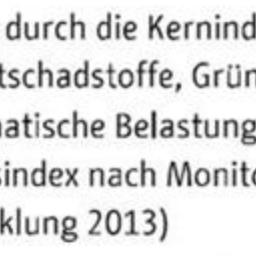 durch die Kernind
tschadstoffe, Grün
natische Belastung
sindex nach Monito
klung 2013)